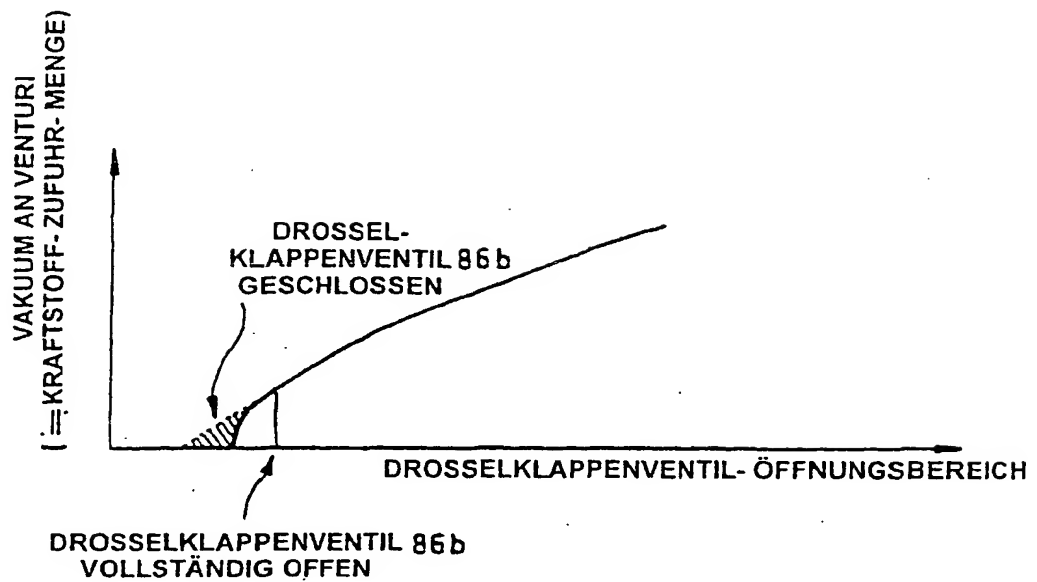 VAKUUM AN VENTURI
(≒KRAFTSTOFF-ZUFUHR-MENGE)
DROSSEL-
KLAPPENVENTIL 86b
GESCHLOSSEN
DROSSELKLAPPENVENTIL-ÖFFNUNGSBEREICH
DROSSELKLAPPENVENTIL 86b
VOLLSTÄNDIG OFFEN